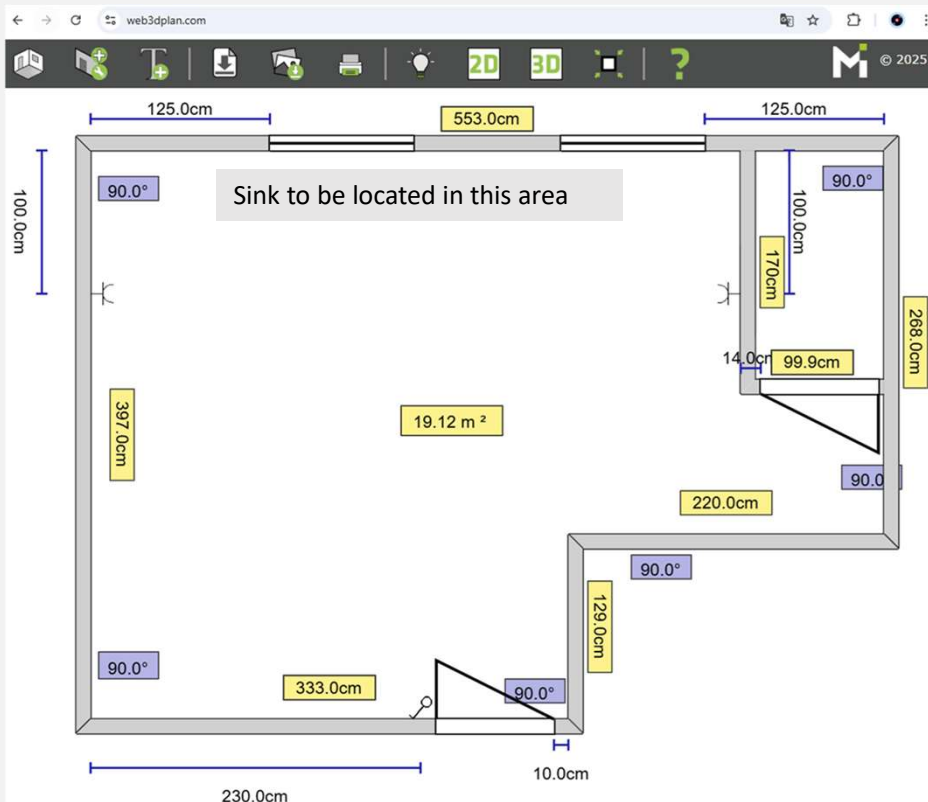 web3dplan.com
2D
3D
?
© 2025
125.0cm
553.0cm
125.0cm
90.0°
Sink to be located in this area
90.0°
100.0cm
100.0cm
170cm
268.0cm
14.0cm
99.9cm
397.0cm
19.12 m ²
90.0
220.0cm
90.0°
129.0cm
90.0°
333.0cm
90.0°
10.0cm
230.0cm